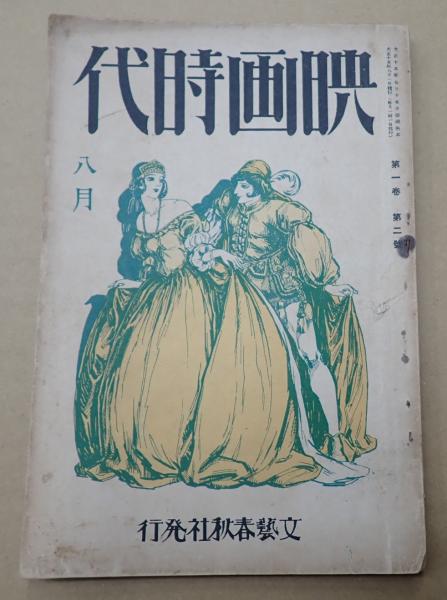 代時画映
八月
第一巻 第二號
行発社秋春藝文